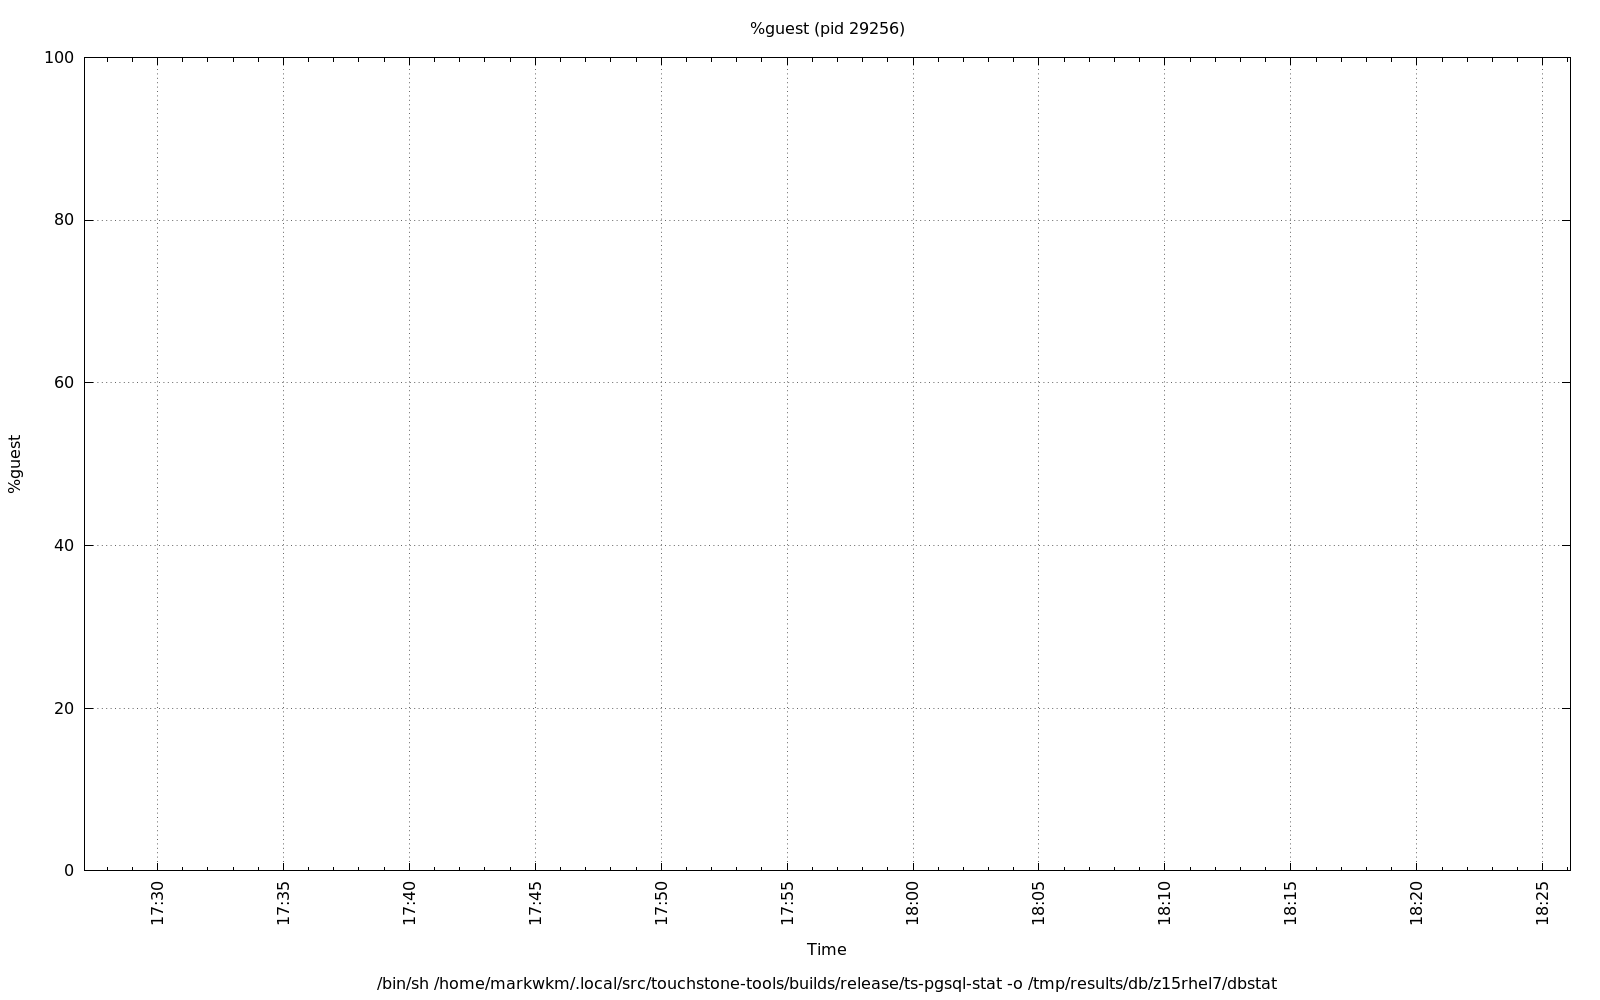 %guest (pid 29256)
100
80
60
40
20
0
%guest
17:30 17:35 17:40 17:45 17:50 17:55 18:00 18:05 18:10 18:15 18:20 18:25
Time
/bin/sh /home/markwkm/.local/src/touchstone-tools/builds/release/ts-pgsql-stat -o /tmp/results/db/z15rhel7/dbstat